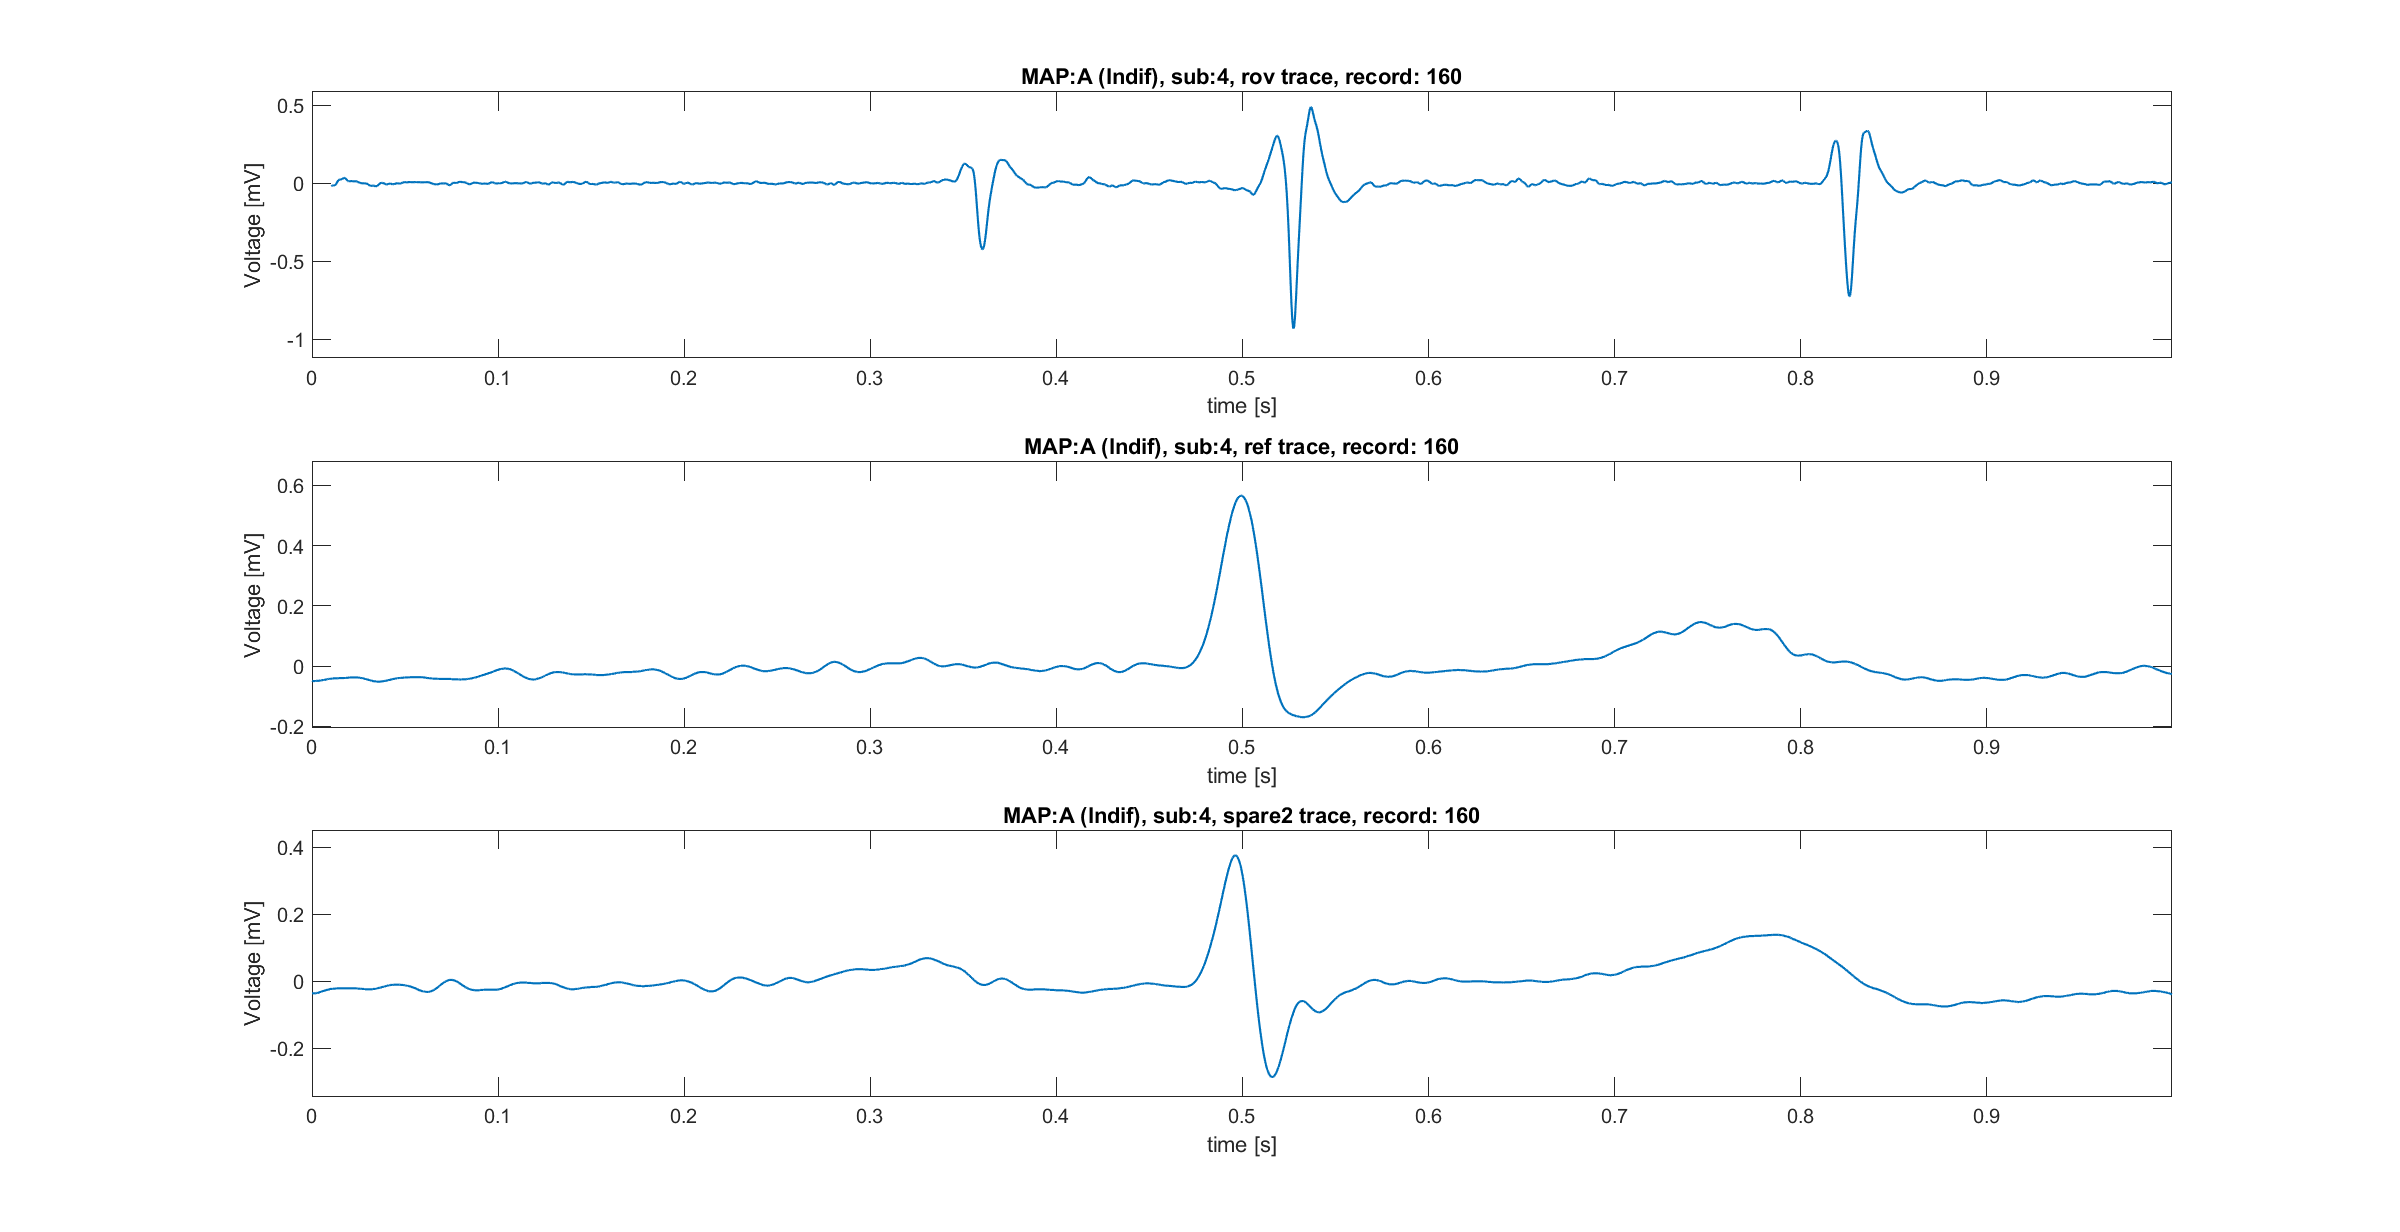 MAP:A (Indif), sub:4, rov trace, record: 160
0.5
0
-0.5
-1
Voltage [mV]
0 0.1 0.2 0.3 0.4 0.5 0.6 0.7 0.8 0.9
time [s]
MAP:A (Indif), sub:4, ref trace, record: 160
0.6
0.4
0.2
0
-0.2
Voltage [mV]
0 0.1 0.2 0.3 0.4 0.5 0.6 0.7 0.8 0.9
time [s]
MAP:A (Indif), sub:4, spare2 trace, record: 160
0.4
0.2
0
-0.2
Voltage [mV]
0 0.1 0.2 0.3 0.4 0.5 0.6 0.7 0.8 0.9
time [s]